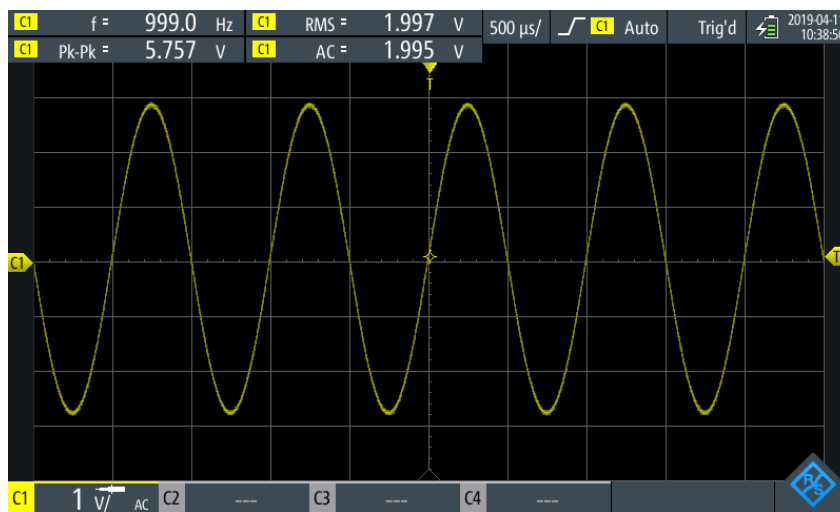 C1 f = 999.0 Hz C1 RMS = 1.997 V 500 µs/ C1 Auto Trig'd 2019-04-1
C1 Pk-Pk = 5.757 V C1 AC = 1.995 V 10:38:50
T
C1 T
C1 1 V/ AC C2 --- C3 --- C4 ---
R S